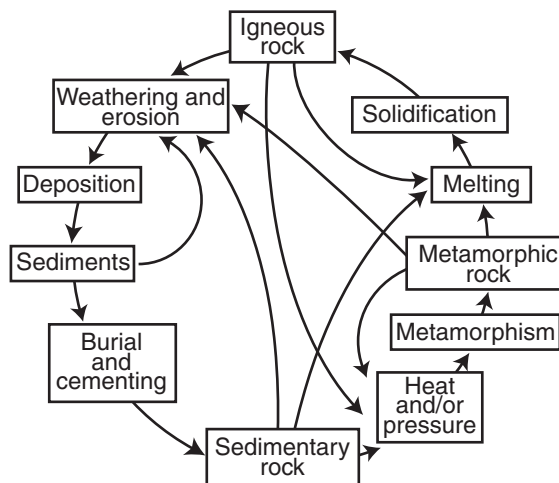 Igneous
rock
Weathering and
erosion
Solidification
Deposition
Melting
Sediments
Metamorphic
rock
Metamorphism
Burial
and
cementing
Heat
and/or
pressure
Sedimentary
rock